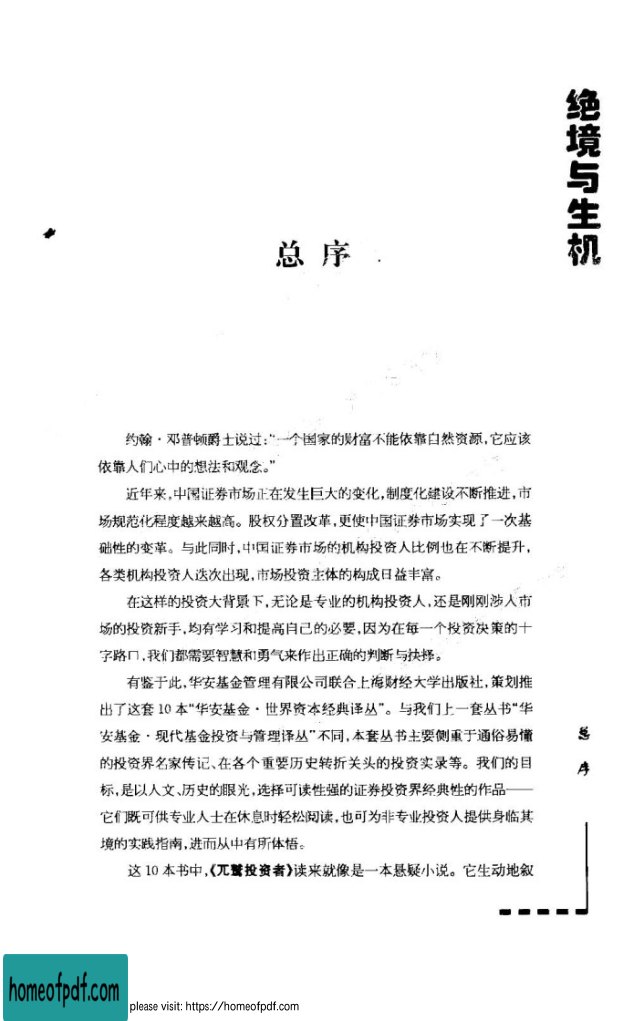 绝境与生机
总序
约翰·邓普顿爵士说过:“一个国家的财富不能依靠自然资源,它应该
依靠人们心中的想法和观念。”
近年来,中国证券市场正在发生巨大的变化,制度化建设不断推进,市
场规范化程度越来越高。股权分置改革,更使中国证券市场实现了一次基
础性的变革。与此同时,中国证券市场的机构投资人比例也在不断提升,
各类机构投资人迭次出现,市场投资主体的构成日益丰富。
在这样的投资大背景下,无论是专业的机构投资人,还是刚刚涉入市
场的投资新手,均有学习和提高自己的必要,因为在每一个投资决策的十
字路口,我们都需要智慧和勇气来作出正确的判断与抉择。
有鉴于此,华安基金管理有限公司联合上海财经大学出版社,策划推
出了这套10本“华安基金·世界资本经典译丛”。与我们上一套丛书“华
安基金·现代基金投资与管理译丛”不同,本套丛书主要侧重于通俗易懂
的投资界名家传记、在各个重要历史转折关头的投资实录等。我们的目
标,是以人文、历史的眼光,选择可读性强的证券投资界经典性的作品——
它们既可供专业人士在休息时轻松阅读,也可为非专业投资人提供身临其
境的实践指南,进而从中有所体悟。
这10本书中,《兀鹫投资者》读来就像是一本悬疑小说。它生动地叙
总序
homeofpdf.com
please visit: https://homeofpdf.com